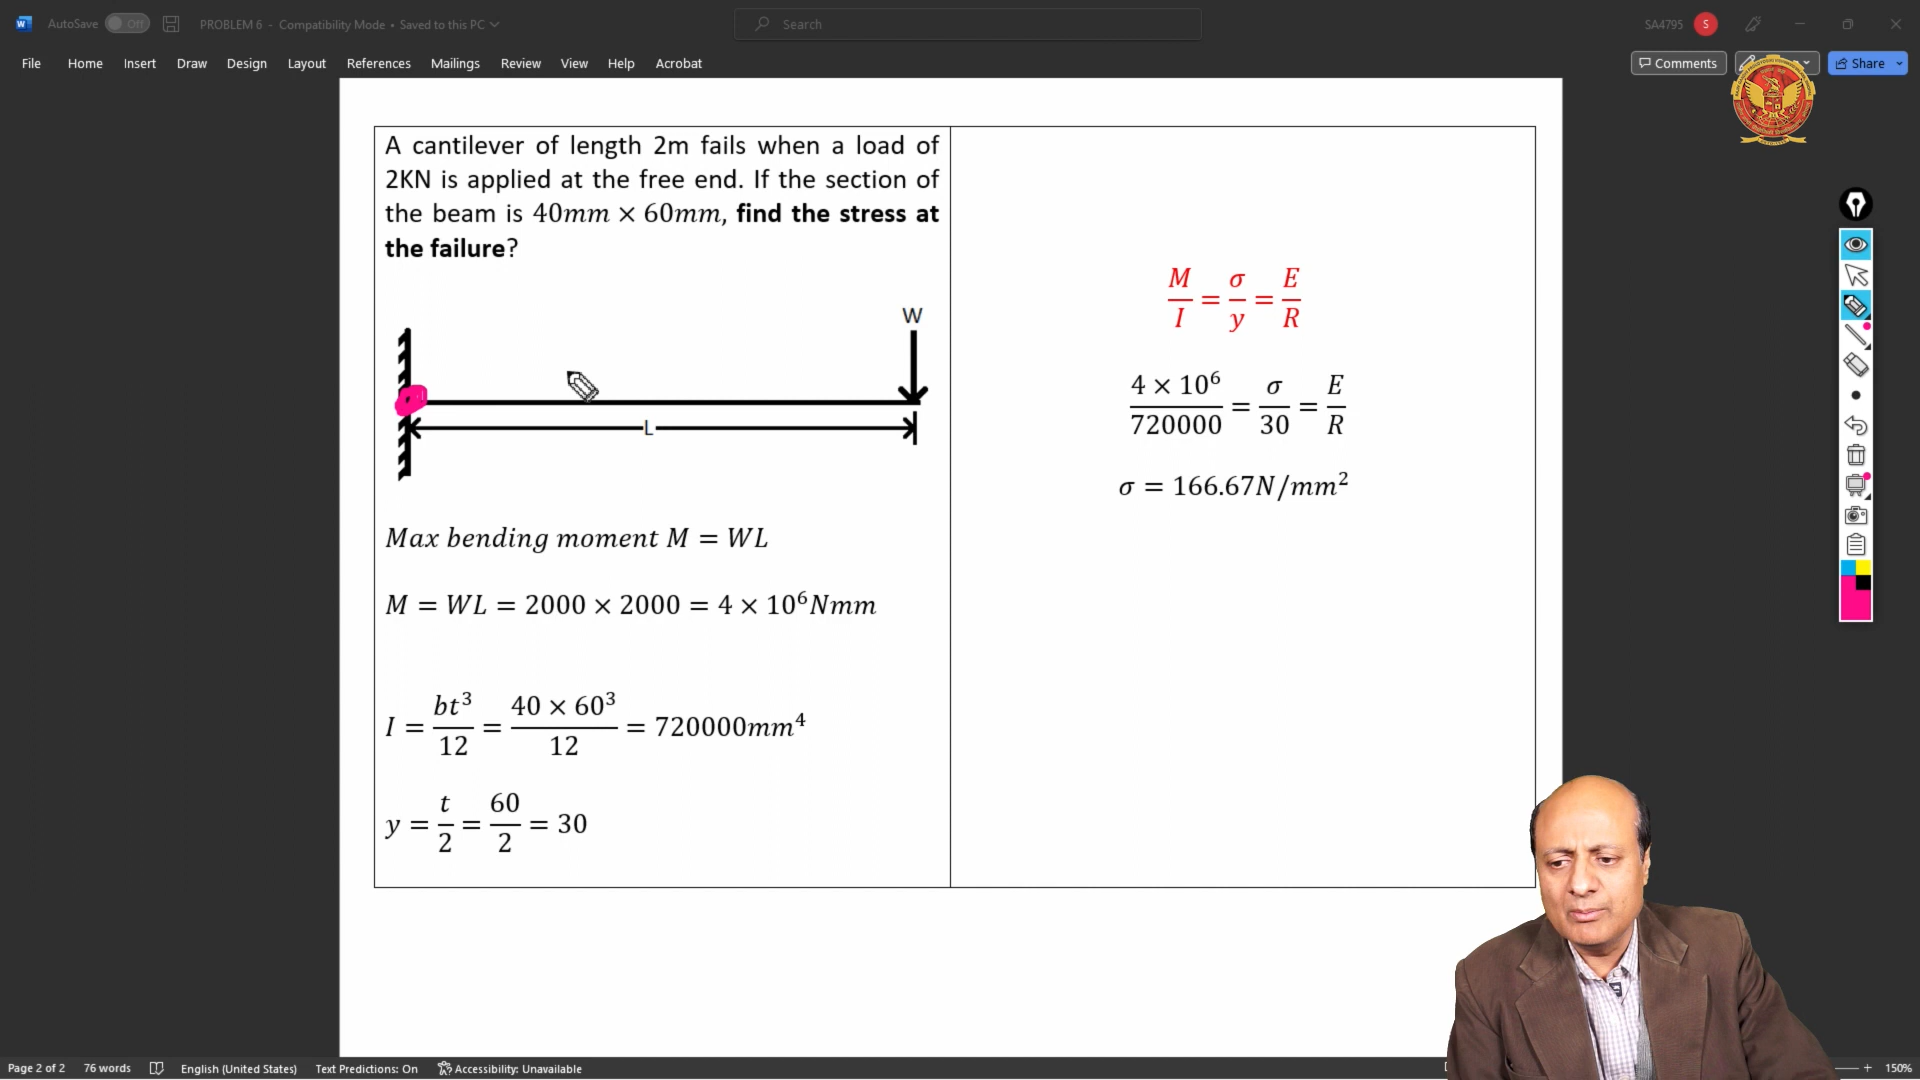 AutoSave Off PROBLEM 6 - Compatibility Mode • Saved to this PC Search SA4795 S
File Home Insert Draw Design Layout References Mailings Review View Help Acrobat Comments Share
A cantilever of length 2m fails when a load of
2KN is applied at the free end. If the section of
the beam is 40mm × 60mm, find the stress at
the failure?
W
L
Max bending moment M = WL
M = WL = 2000 × 2000 = 4 × 10⁶Nmm
I = bt³/12 = 40 × 60³/12 = 720000mm⁴
y = t/2 = 60/2 = 30
M/I = σ/y = E/R
4 × 10⁶/720000 = σ/30 = E/R
σ = 166.67N/mm²
Page 2 of 2 76 words English (United States) Text Predictions: On Accessibility: Unavailable 150%